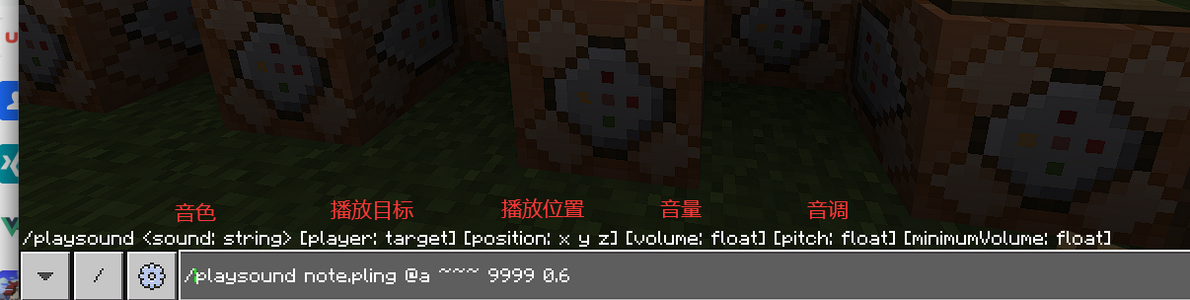 音色 播放目标 播放位置 音量 音调
/playsound <sound: string> [player: target] [position: x y z] [volume: float] [pitch: float] [minimumVolume: float]
/playsound note.pling @a ~~~ 9999 0.6